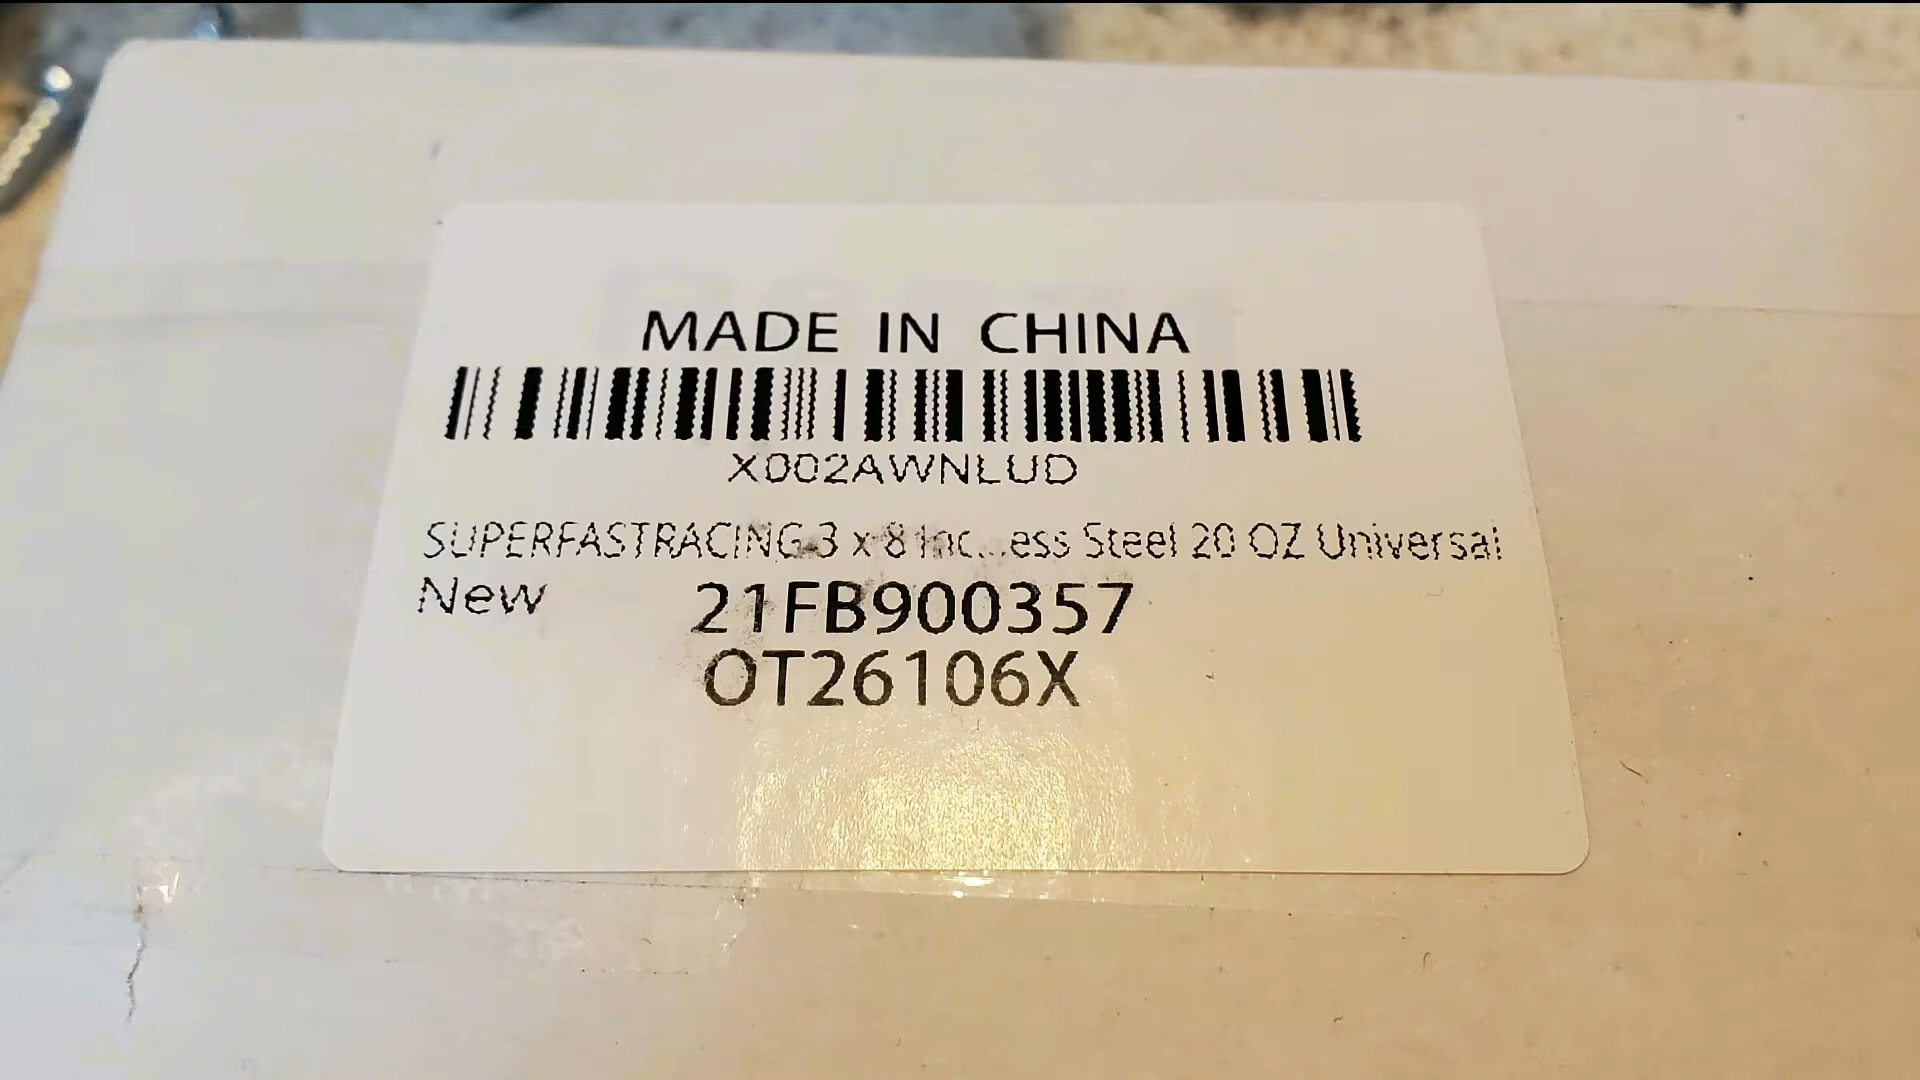 MADE IN CHINA
X002AWNLUD
SUPERFASTRACING 3 x 8 Inc...ess Steel 20 OZ Universal
New 21FB900357
OT26106X